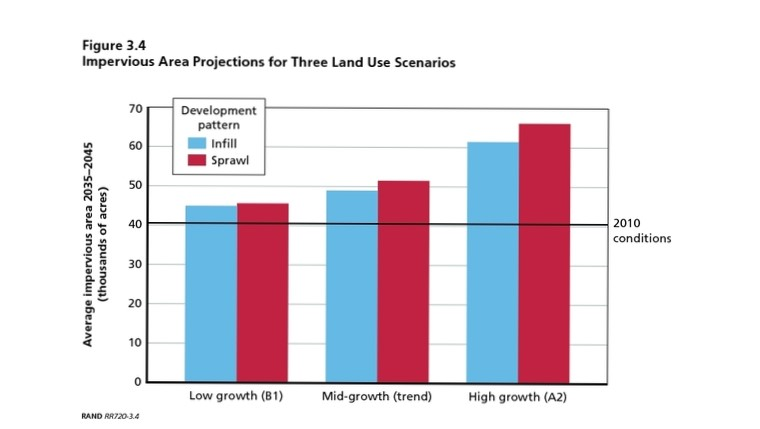 Figure 3.4
Impervious Area Projections for Three Land Use Scenarios
Average impervious area 2035–2045
(thousands of acres)
70
60
50
40
30
20
10
0
Development
pattern
Infill
Sprawl
2010
conditions
Low growth (B1)
Mid-growth (trend)
High growth (A2)
RAND RR720-3.4